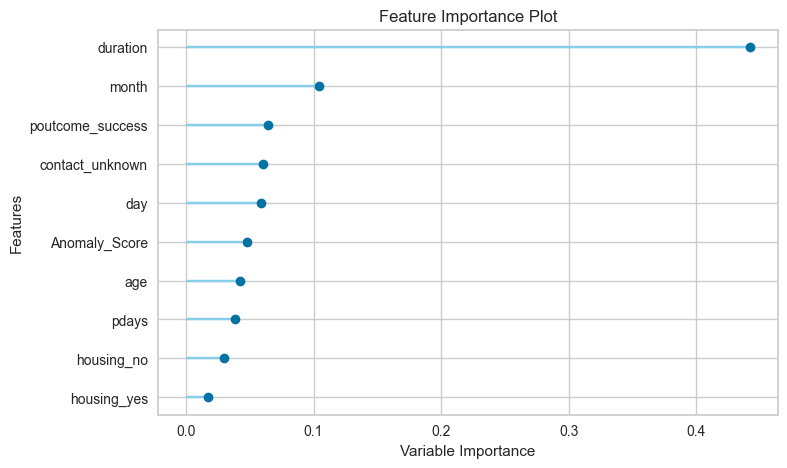 Feature Importance Plot
Features
duration
month
poutcome_success
contact_unknown
day
Anomaly_Score
age
pdays
housing_no
housing_yes
0.0 0.1 0.2 0.3 0.4
Variable Importance